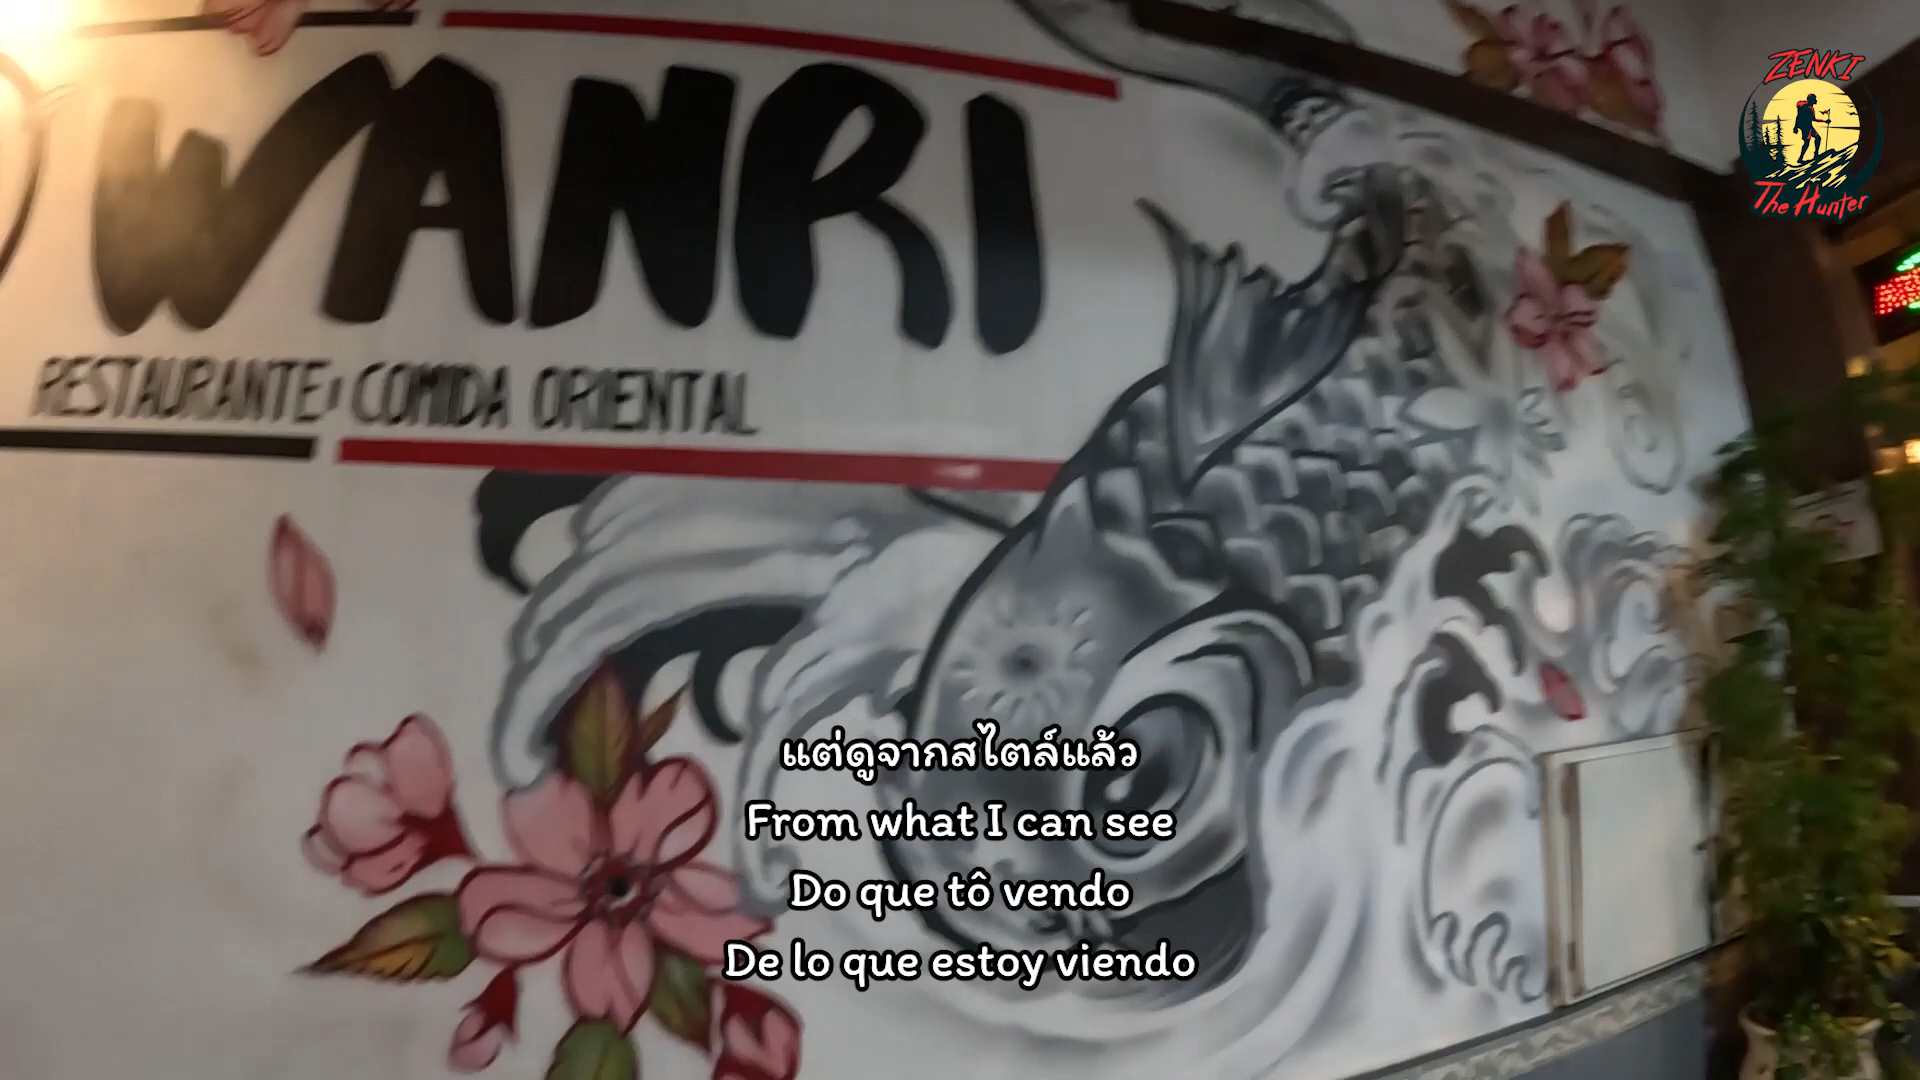 WANRI
RESTAURANTE COMIDA ORIENTAL
ZENKI
The Hunter
แต่ดูจากสไตล์แล้ว
From what I can see
Do que tô vendo
De lo que estoy viendo